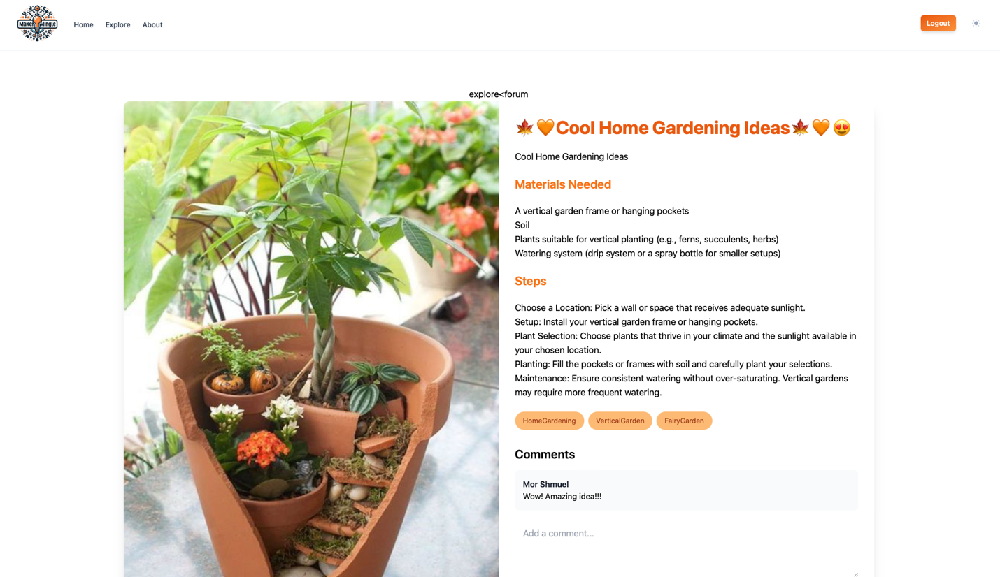 Maker Mingle
Home
Explore
About
Logout
explore<forum
🍁🧡Cool Home Gardening Ideas🍁🧡😍
Cool Home Gardening Ideas
Materials Needed
A vertical garden frame or hanging pockets
Soil
Plants suitable for vertical planting (e.g., ferns, succulents, herbs)
Watering system (drip system or a spray bottle for smaller setups)
Steps
Choose a Location: Pick a wall or space that receives adequate sunlight.
Setup: Install your vertical garden frame or hanging pockets.
Plant Selection: Choose plants that thrive in your climate and the sunlight available in
your chosen location.
Planting: Fill the pockets or frames with soil and carefully plant your selections.
Maintenance: Ensure consistent watering without over-saturating. Vertical gardens
may require more frequent watering.
HomeGardening
VerticalGarden
FairyGarden
Comments
Mor Shmuel
Wow! Amazing idea!!!
Add a comment...